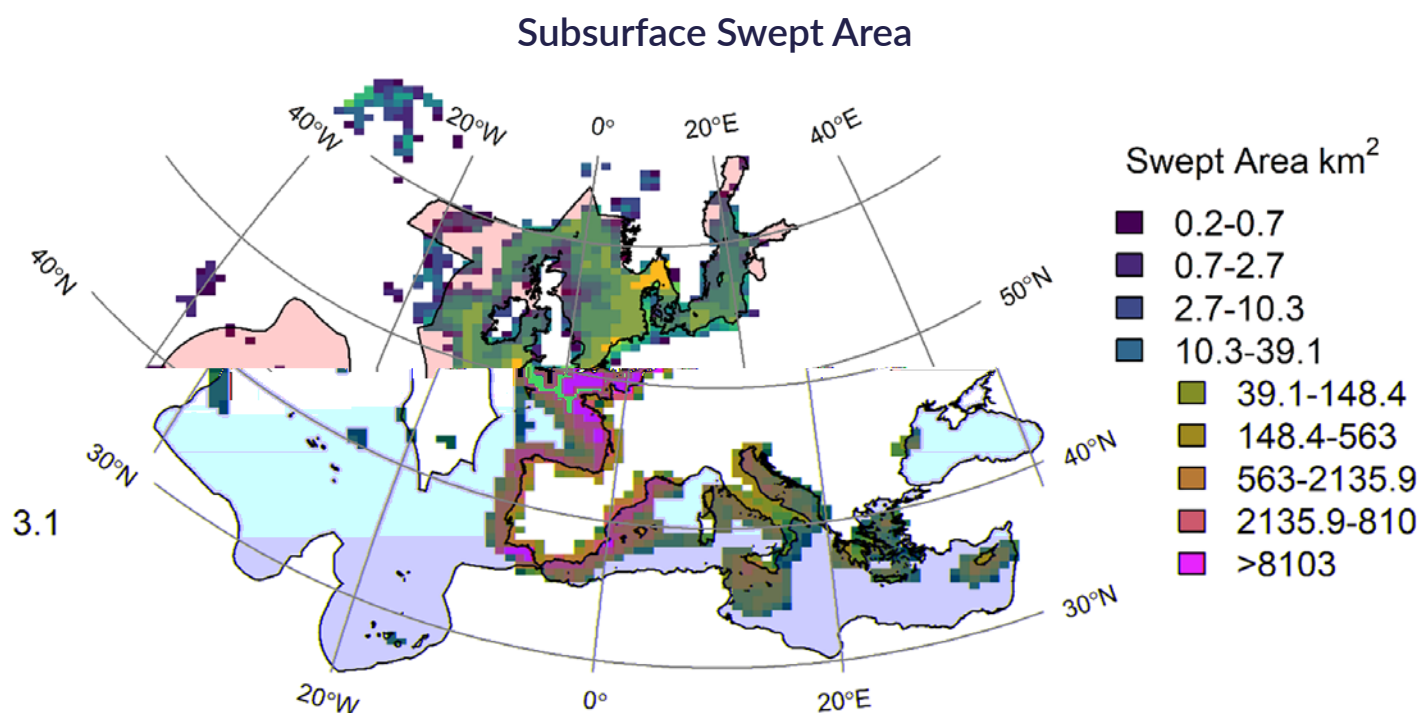 Subsurface Swept Area
40°W
20°W
0°
20°E
40°E
40°N
50°N
30°N
40°N
30°N
20°W
0°
20°E
3.1
Swept Area km²
0.2-0.7
0.7-2.7
2.7-10.3
10.3-39.1
39.1-148.4
148.4-563
563-2135.9
2135.9-810
>8103